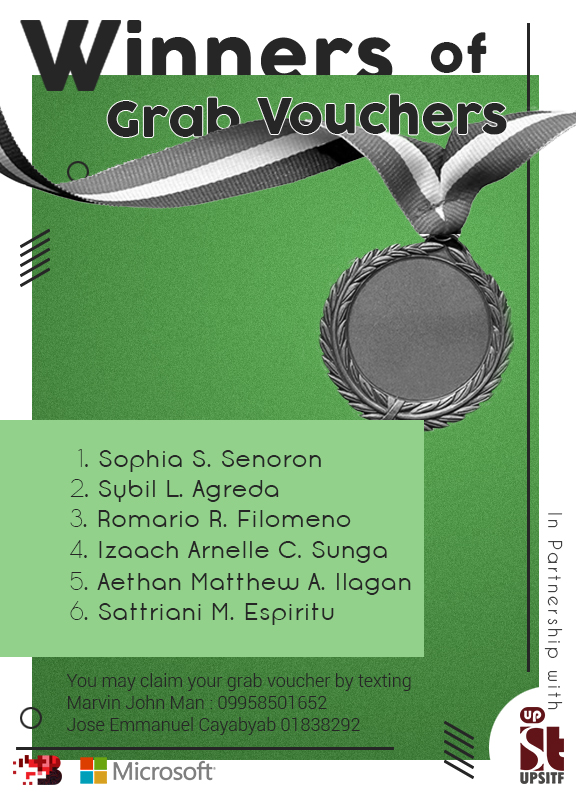 Winners of
Grab Vouchers
1. Sophia S. Senoron
2. Sybil L. Agreda
3. Romario R. Filomeno
4. Izaach Arnelle C. Sunga
5. Aethan Matthew A. Ilagan
6. Sattriani M. Espiritu
You may claim your grab voucher by texting
Marvin John Man : 09958501652
Jose Emmanuel Cayabyab 01838292
Microsoft
In Partnership with
UP
st
UPSITF